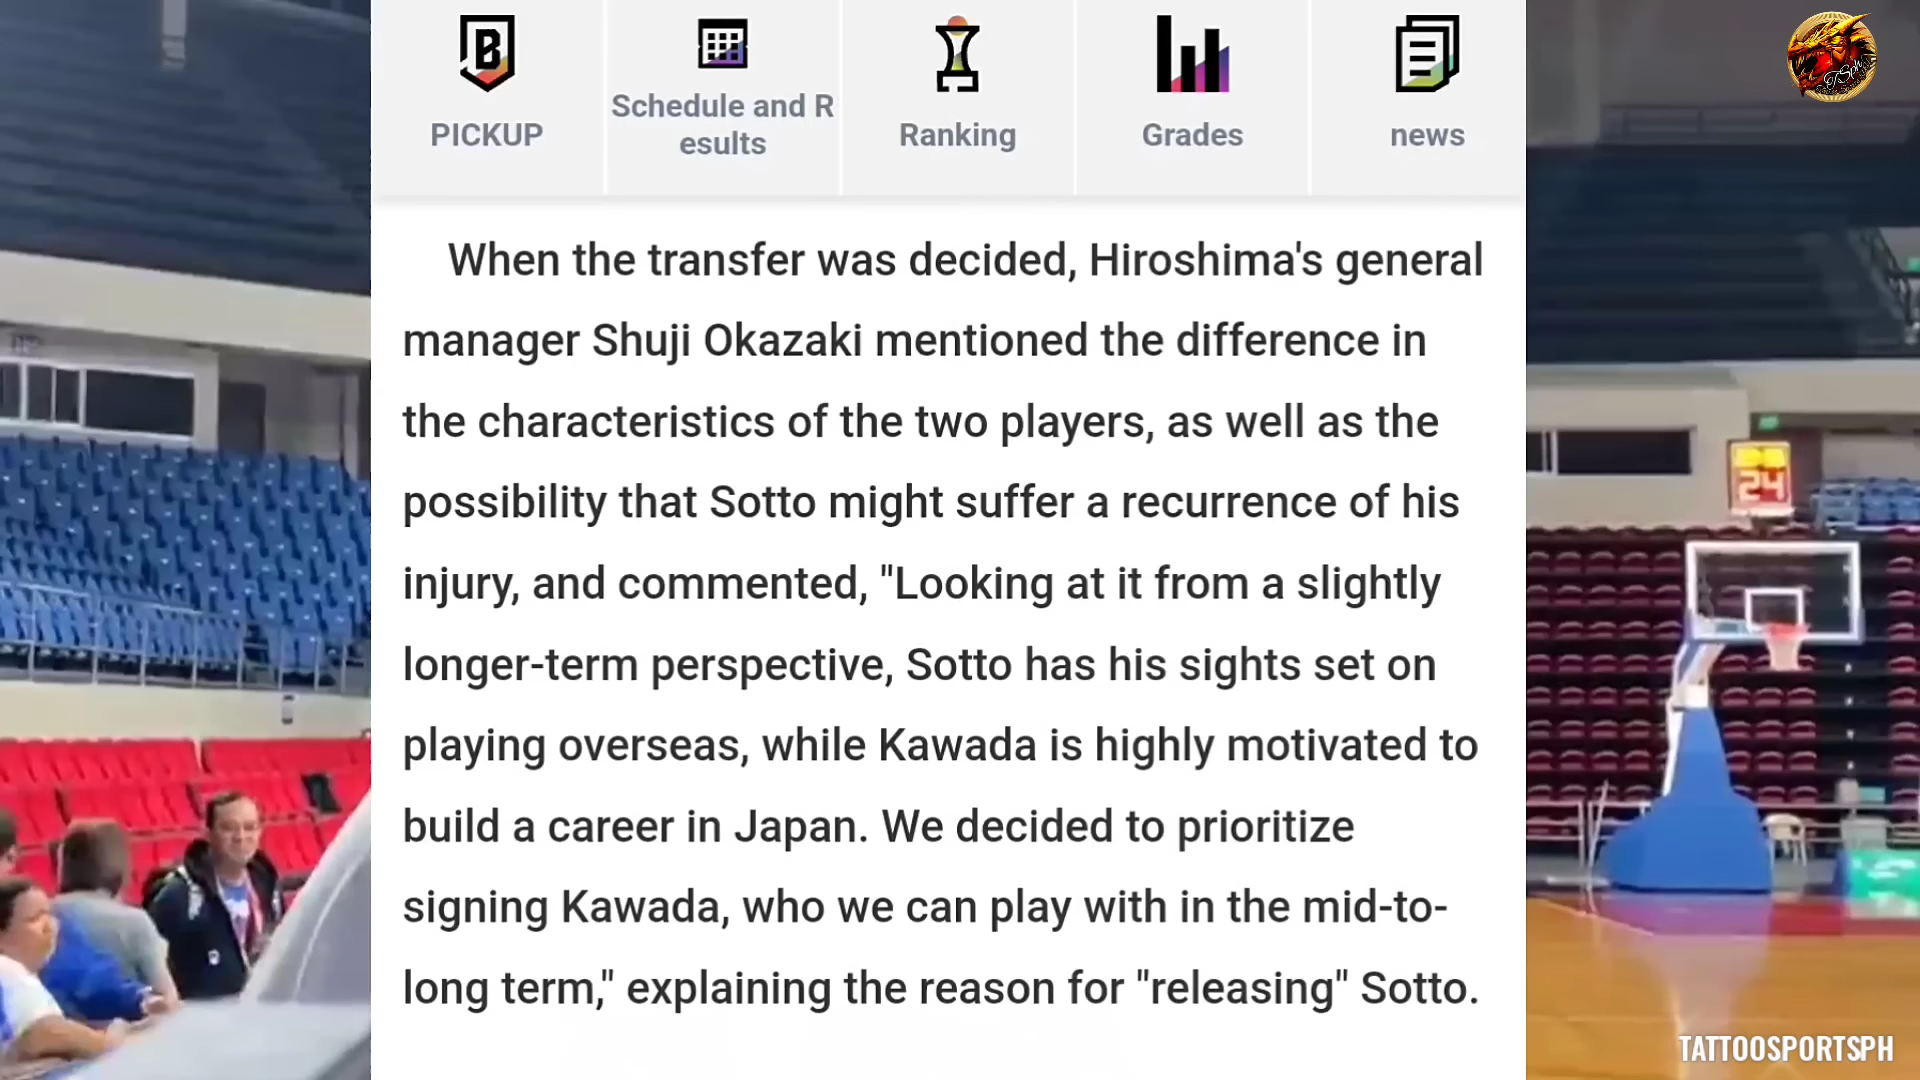 B
PICKUP
Schedule and R
esults
Ranking
Grades
news
When the transfer was decided, Hiroshima's general
manager Shuji Okazaki mentioned the difference in
the characteristics of the two players, as well as the
possibility that Sotto might suffer a recurrence of his
injury, and commented, "Looking at it from a slightly
longer-term perspective, Sotto has his sights set on
playing overseas, while Kawada is highly motivated to
build a career in Japan. We decided to prioritize
signing Kawada, who we can play with in the mid-to-
long term," explaining the reason for "releasing" Sotto.
24
TATTOOSPORTSPH